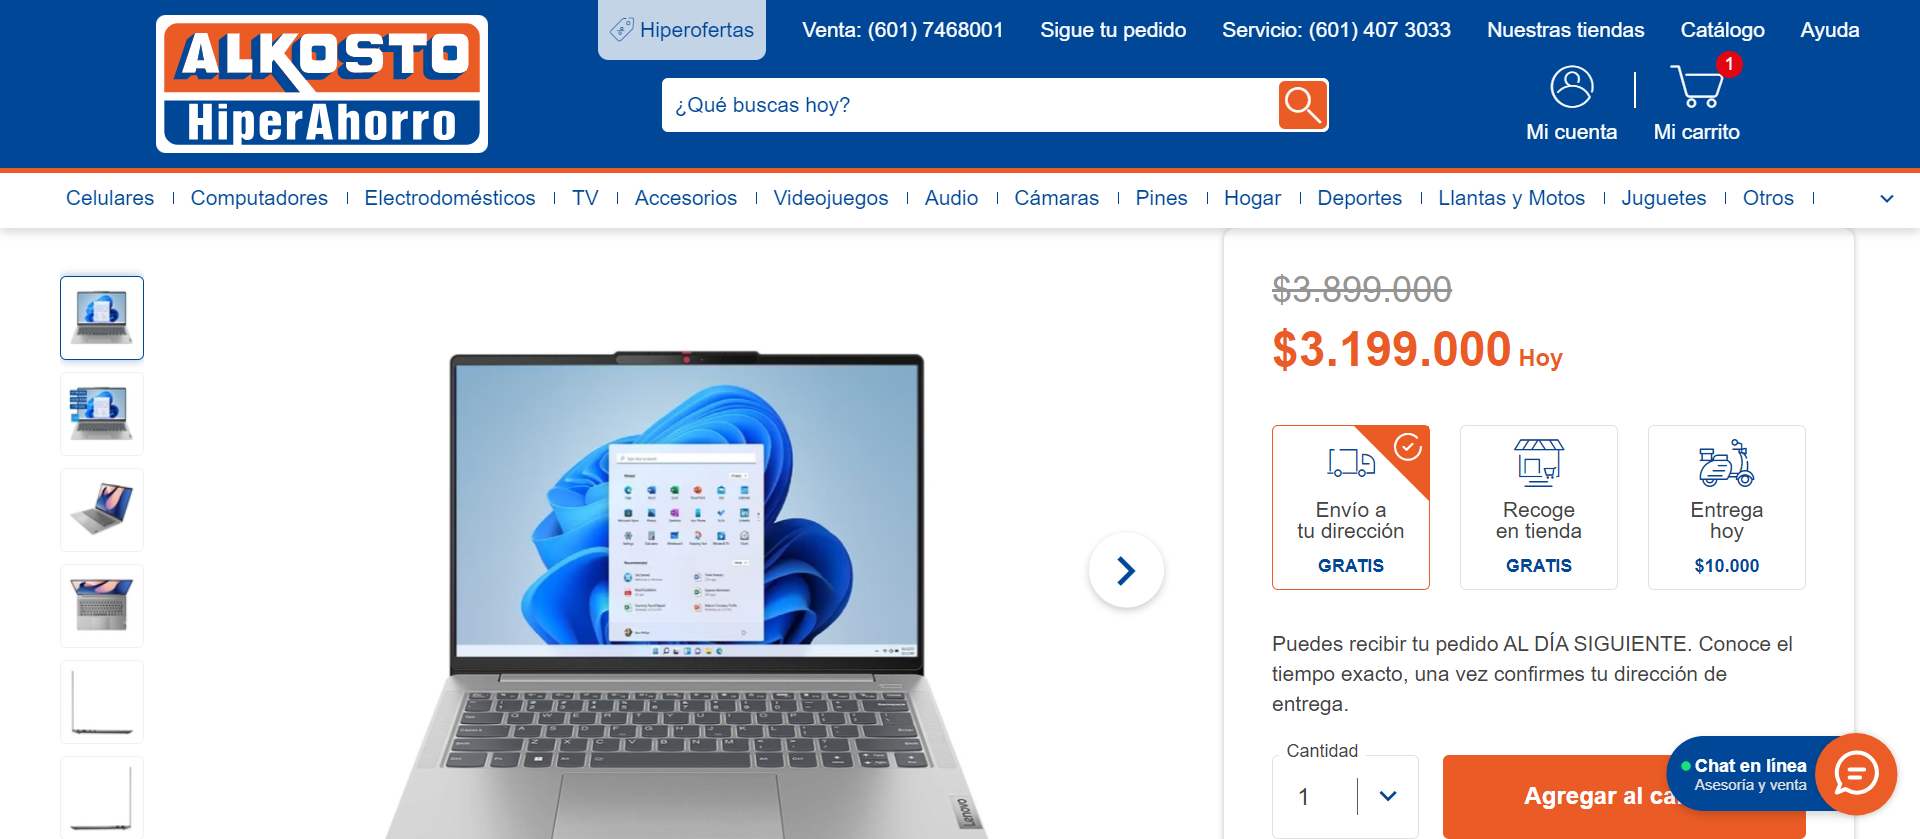 ALKOSTO
HiperAhorro
Hiperofertas
Venta: (601) 7468001
Sigue tu pedido
Servicio: (601) 407 3033
Nuestras tiendas
Catálogo
Ayuda
¿Qué buscas hoy?
Mi cuenta
1
Mi carrito
Celulares
Computadores
Electrodomésticos
TV
Accesorios
Videojuegos
Audio
Cámaras
Pines
Hogar
Deportes
Llantas y Motos
Juguetes
Otros
Lenovo
$3.899.000
$3.199.000 Hoy
Envío a
tu dirección
GRATIS
Recoge
en tienda
GRATIS
Entrega
hoy
$10.000
Puedes recibir tu pedido AL DÍA SIGUIENTE. Conoce el
tiempo exacto, una vez confirmes tu dirección de
entrega.
Cantidad
1
Agregar al ca
Chat en línea
Asesoría y venta